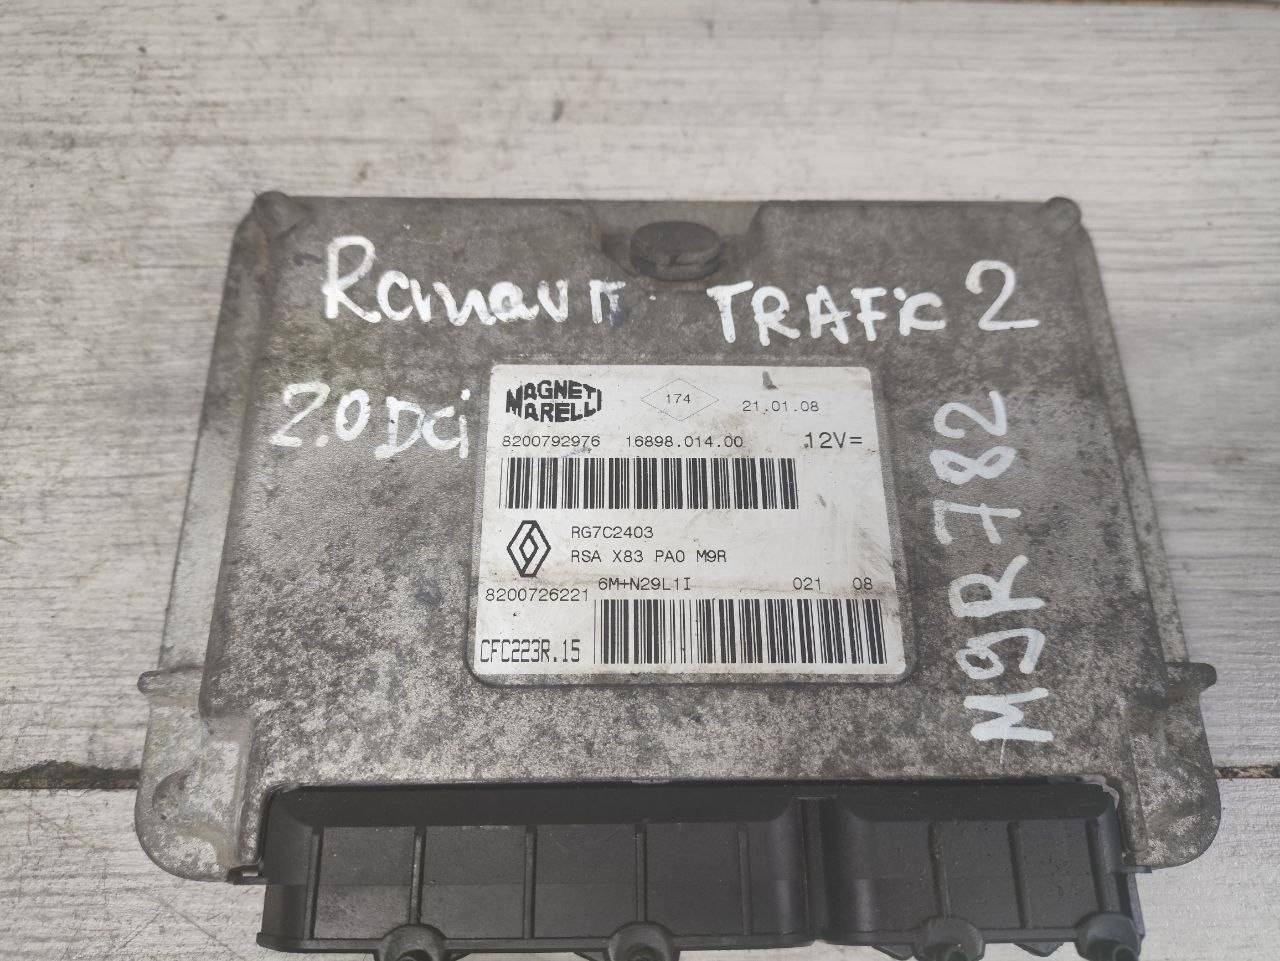 Renault TRAFic 2
2.0 DCi
M9R782
MAGNETI
MARELLI
174
21.01.08
8200792976 16898.014.00 12V=
RG7C2403
RSA X83 PA0 M9R
6M+N29L1I 021 08
8200726221
CFC223R.15